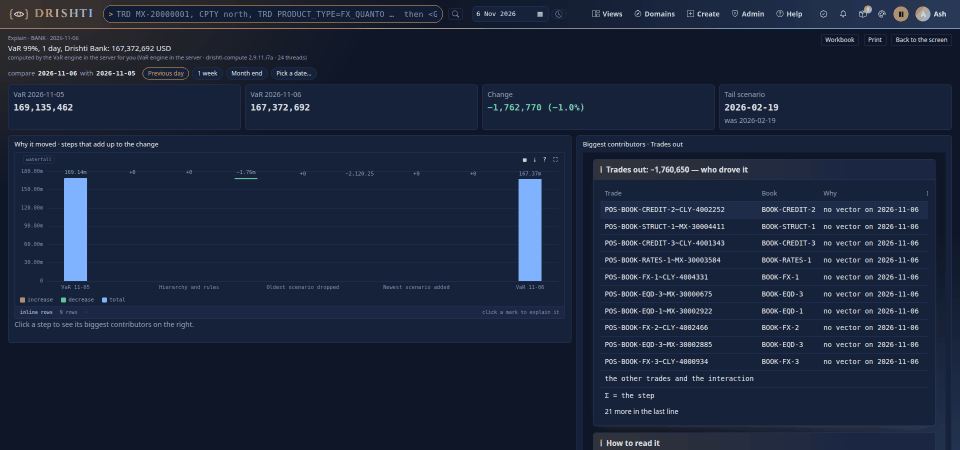 {👁} DRISHTI
> TRD MX-20000001, CPTY north, TRD PRODUCT_TYPE=FX_QUANTO … then <G
6 Nov 2026
Views
Domains
Create
Admin
Help
Ash
Explain · BANK · 2026-11-06
VaR 99%, 1 day, Drishti Bank: 167,372,692 USD
computed by the VaR engine in the server for you (VaR engine in the server · drishti-compute 2.9.11.i7a · 24 threads)
Workbook
Print
Back to the screen
compare 2026-11-06 with 2026-11-05
Previous day
1 week
Month end
Pick a date...
VaR 2026-11-05
169,135,462
VaR 2026-11-06
167,372,692
Change
−1,762,770 (−1.0%)
Tail scenario
2026-02-19
was 2026-02-19
Why it moved · steps that add up to the change
waterfall
180.00m
150.00m
120.00m
90.00m
60.00m
30.00m
0
169.14m
+0
+0
−1.76m
+0
−2,120.25
+0
+0
167.37m
VaR 11-05
Hierarchy and rules
Oldest scenario dropped
Newest scenario added
VaR 11-06
increase
decrease
total
inline rows
9 rows
click a mark to explain it
Click a step to see its biggest contributors on the right.
Biggest contributors · Trades out
Trades out: −1,760,650 — who drove it
Trade Book Why
POS-BOOK-CREDIT-2~CLY-4002252 BOOK-CREDIT-2 no vector on 2026-11-06
POS-BOOK-STRUCT-1~MX-30004411 BOOK-STRUCT-1 no vector on 2026-11-06
POS-BOOK-CREDIT-3~CLY-4001343 BOOK-CREDIT-3 no vector on 2026-11-06
POS-BOOK-RATES-1~MX-30003584 BOOK-RATES-1 no vector on 2026-11-06
POS-BOOK-FX-1~CLY-4004331 BOOK-FX-1 no vector on 2026-11-06
POS-BOOK-EQD-3~MX-30000675 BOOK-EQD-3 no vector on 2026-11-06
POS-BOOK-EQD-1~MX-30002922 BOOK-EQD-1 no vector on 2026-11-06
POS-BOOK-FX-2~CLY-4002466 BOOK-FX-2 no vector on 2026-11-06
POS-BOOK-EQD-3~MX-30002885 BOOK-EQD-3 no vector on 2026-11-06
POS-BOOK-FX-3~CLY-4000934 BOOK-FX-3 no vector on 2026-11-06
the other trades and the interaction
Σ = the step
21 more in the last line
How to read it